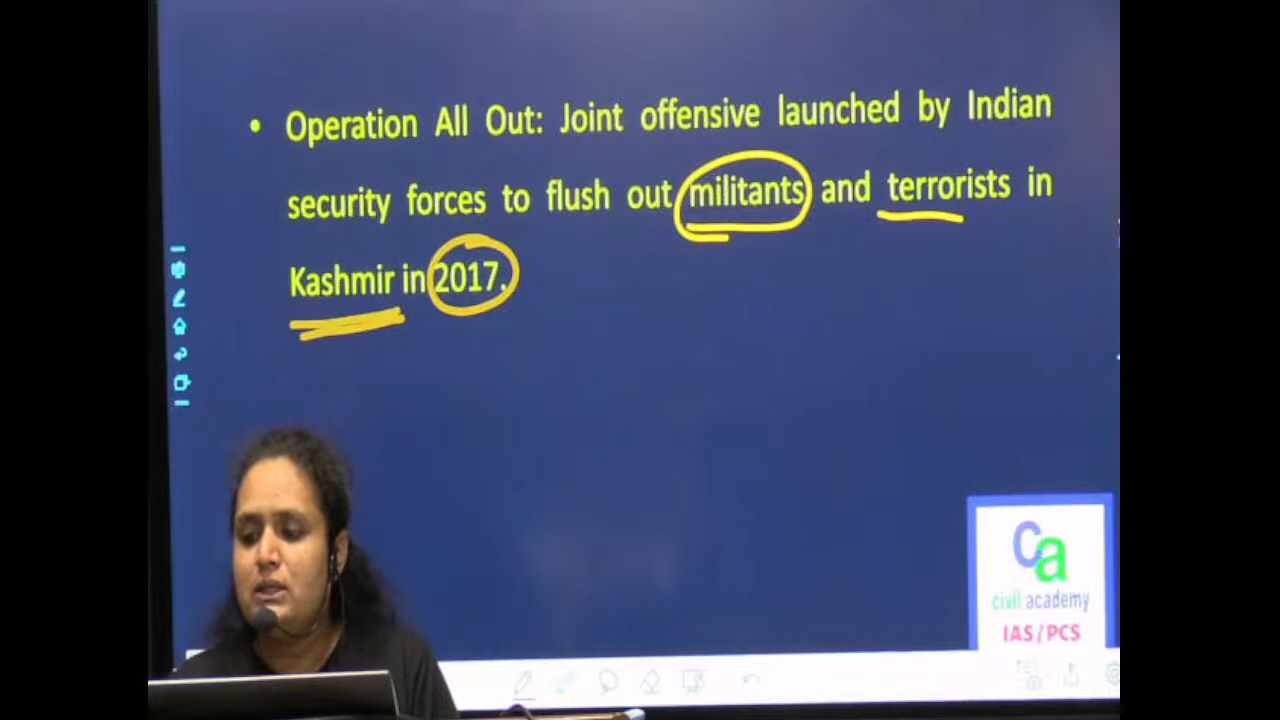 • Operation All Out: Joint offensive launched by Indian
security forces to flush out militants and terrorists in
Kashmir in 2017.
ca
civil academy
IAS/PCS